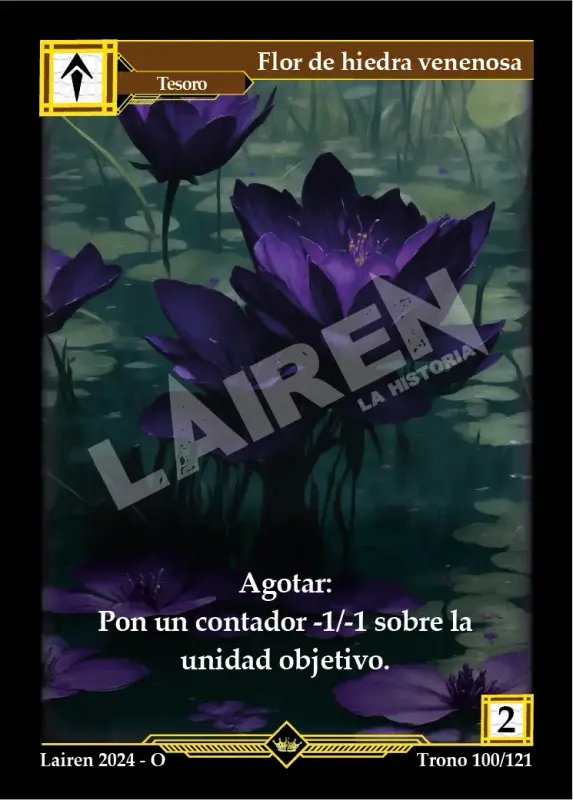 Flor de hiedra venenosa
Tesoro
LAIREN
LA HISTORIA
Agotar:
Pon un contador -1/-1 sobre la
unidad objetivo.
2
Lairen 2024 - O
Trono 100/121